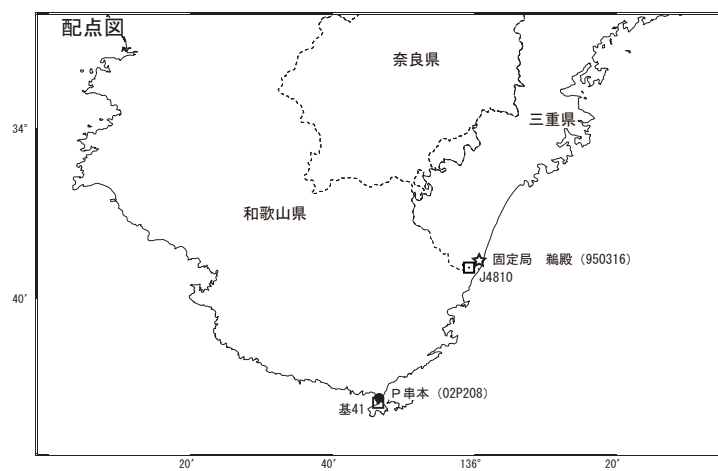 配点図
奈良県
34°
三重県
和歌山県
固定局　鵜殿（950316）
J4810
40′
P串本（02P208）
基41
20′
40′
136°
20′